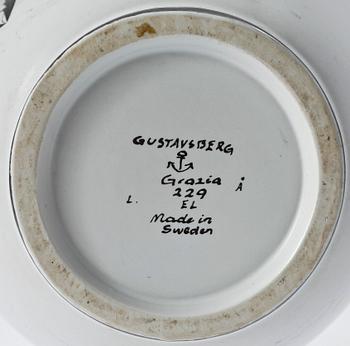 GUSTAVSBERG
Grazia
229 Å
L. EL
Made in
Sweden